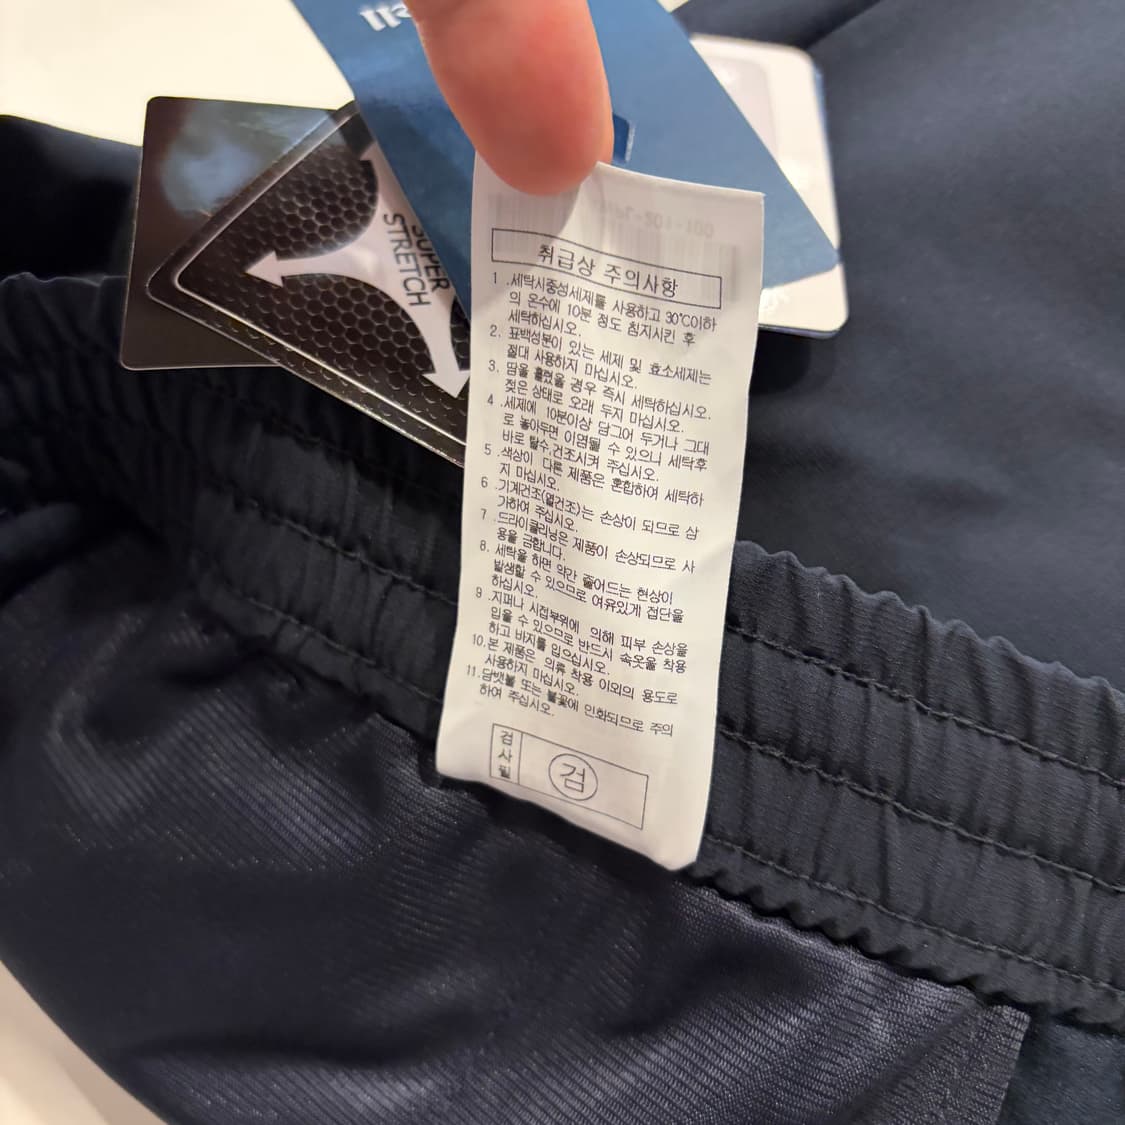 ell
SUPER
STRETCH
001-102-
취급상 주의사항
1 .세탁시중성세제를 사용하고 30℃이하
의 온수에 10분 정도 침지시킨 후
세탁하십시오.
2. 표백성분이 있는 세제 및 효소세제는
절대 사용하지 마십시오.
3. 땀을 흘렸을 경우 즉시 세탁하십시오.
젖은 상태로 오래 두지 마십시오.
4 .세제에 10분이상 담그어 두거나 그대
로 놓아두면 이염될 수 있으니 세탁후
바로 탈수,건조시켜 주십시오.
5 .색상이 다른 제품은 혼합하여 세탁하
지 마십시오.
6 .기계건조(열건조)는 손상이 되므로 삼
가하여 주십시오.
7 .드라이클리닝은 제품이 손상되므로 사
용을 금합니다.
8. 세탁을 하면 약간 줄어드는 현상이
발생할 수 있으므로 여유있게 접단을
하십시오.
9 .지퍼나 시접부위에 의해 피부 손상을
입을 수 있으므로 반드시 속옷을 착용
하고 바지를 입으십시오.
10.본 제품은 의류 착용 이외의 용도로
사용하지 마십시오.
11.담뱃불 또는 불꽃에 인화되므로 주의
하여 주십시오.
검사필
검